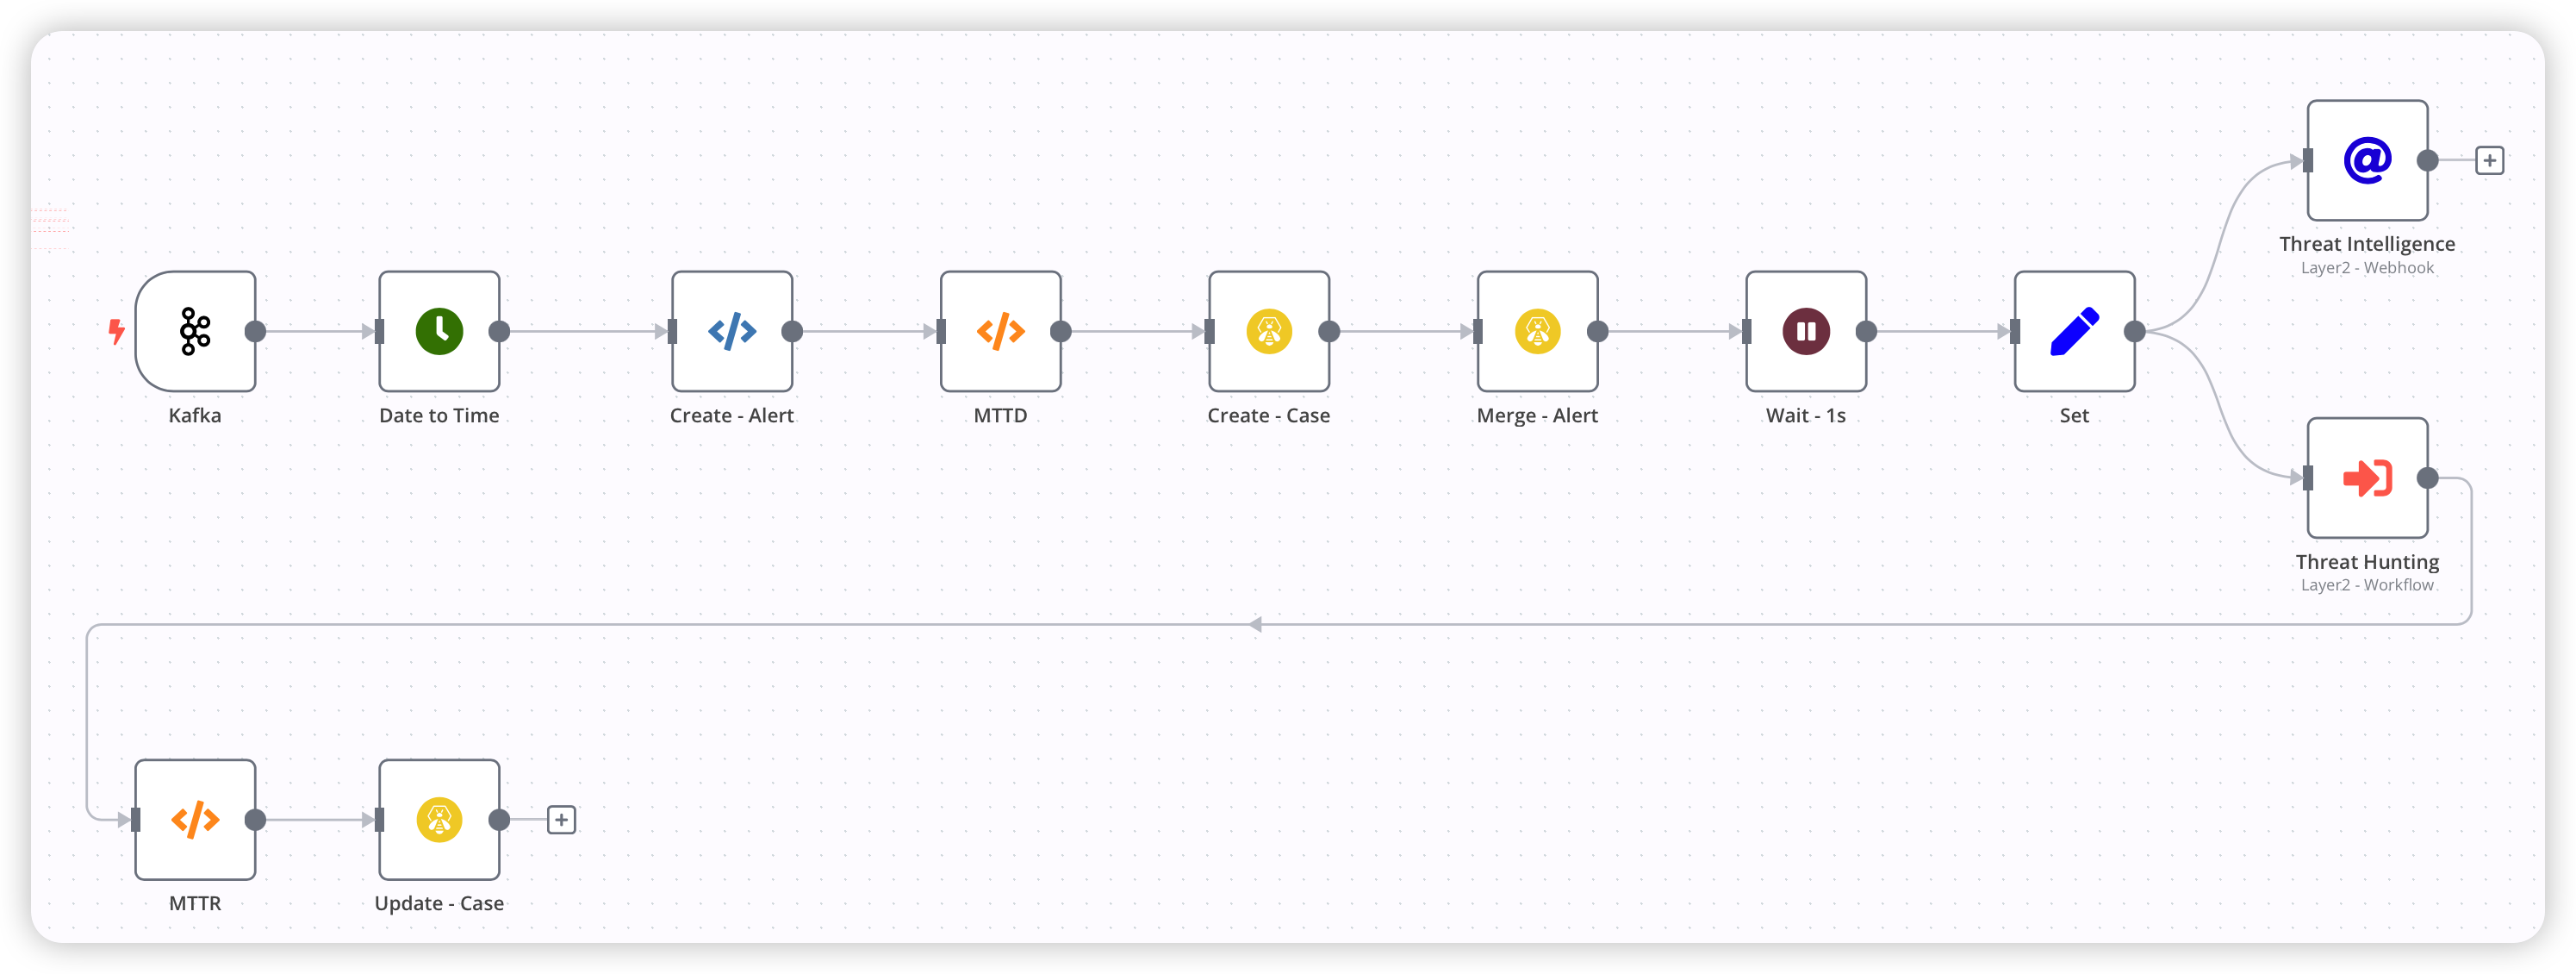 Threat Intelligence
Layer2 - Webhook
Kafka
Date to Time
Create - Alert
MTTD
Create - Case
Merge - Alert
Wait - 1s
Set
Threat Hunting
Layer2 - Workflow
MTTR
Update - Case